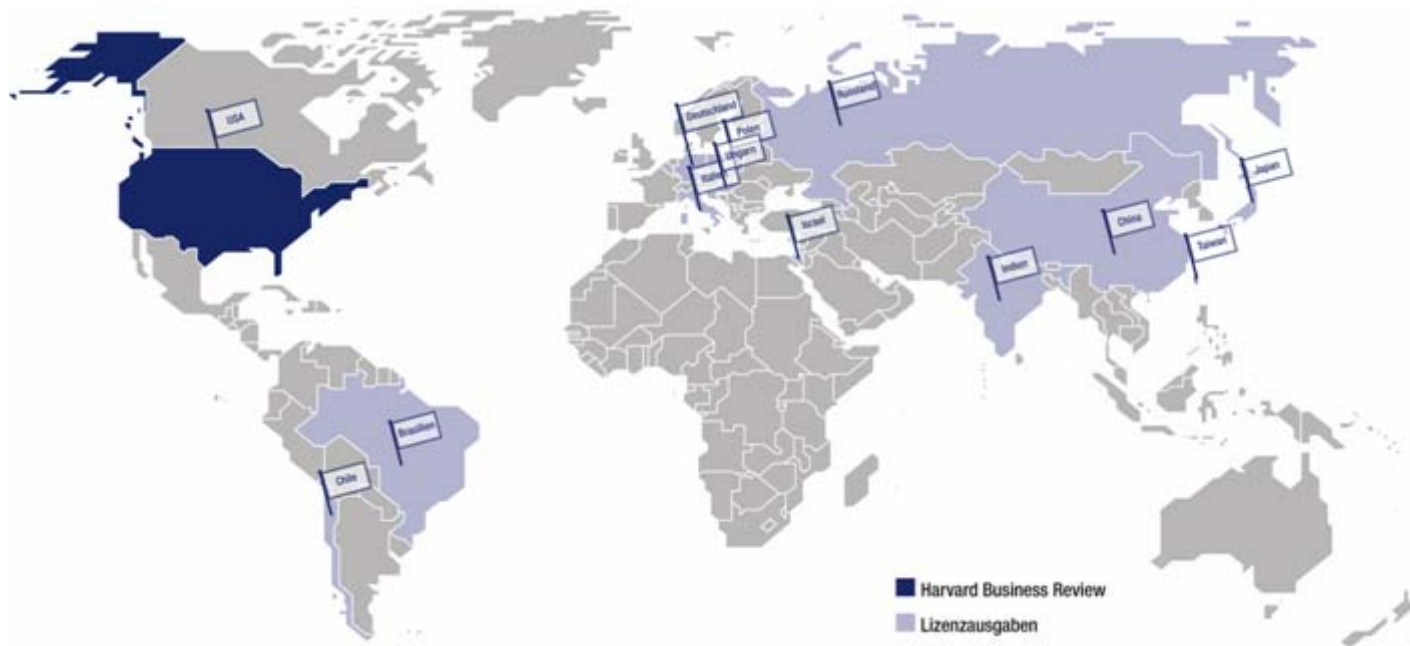 USA
Deutschland
Polen
Ungarn
Italien
Russland
Israel
Indien
China
Japan
Taiwan
Brasilien
Chile
Harvard Business Review
Lizenzausgaben